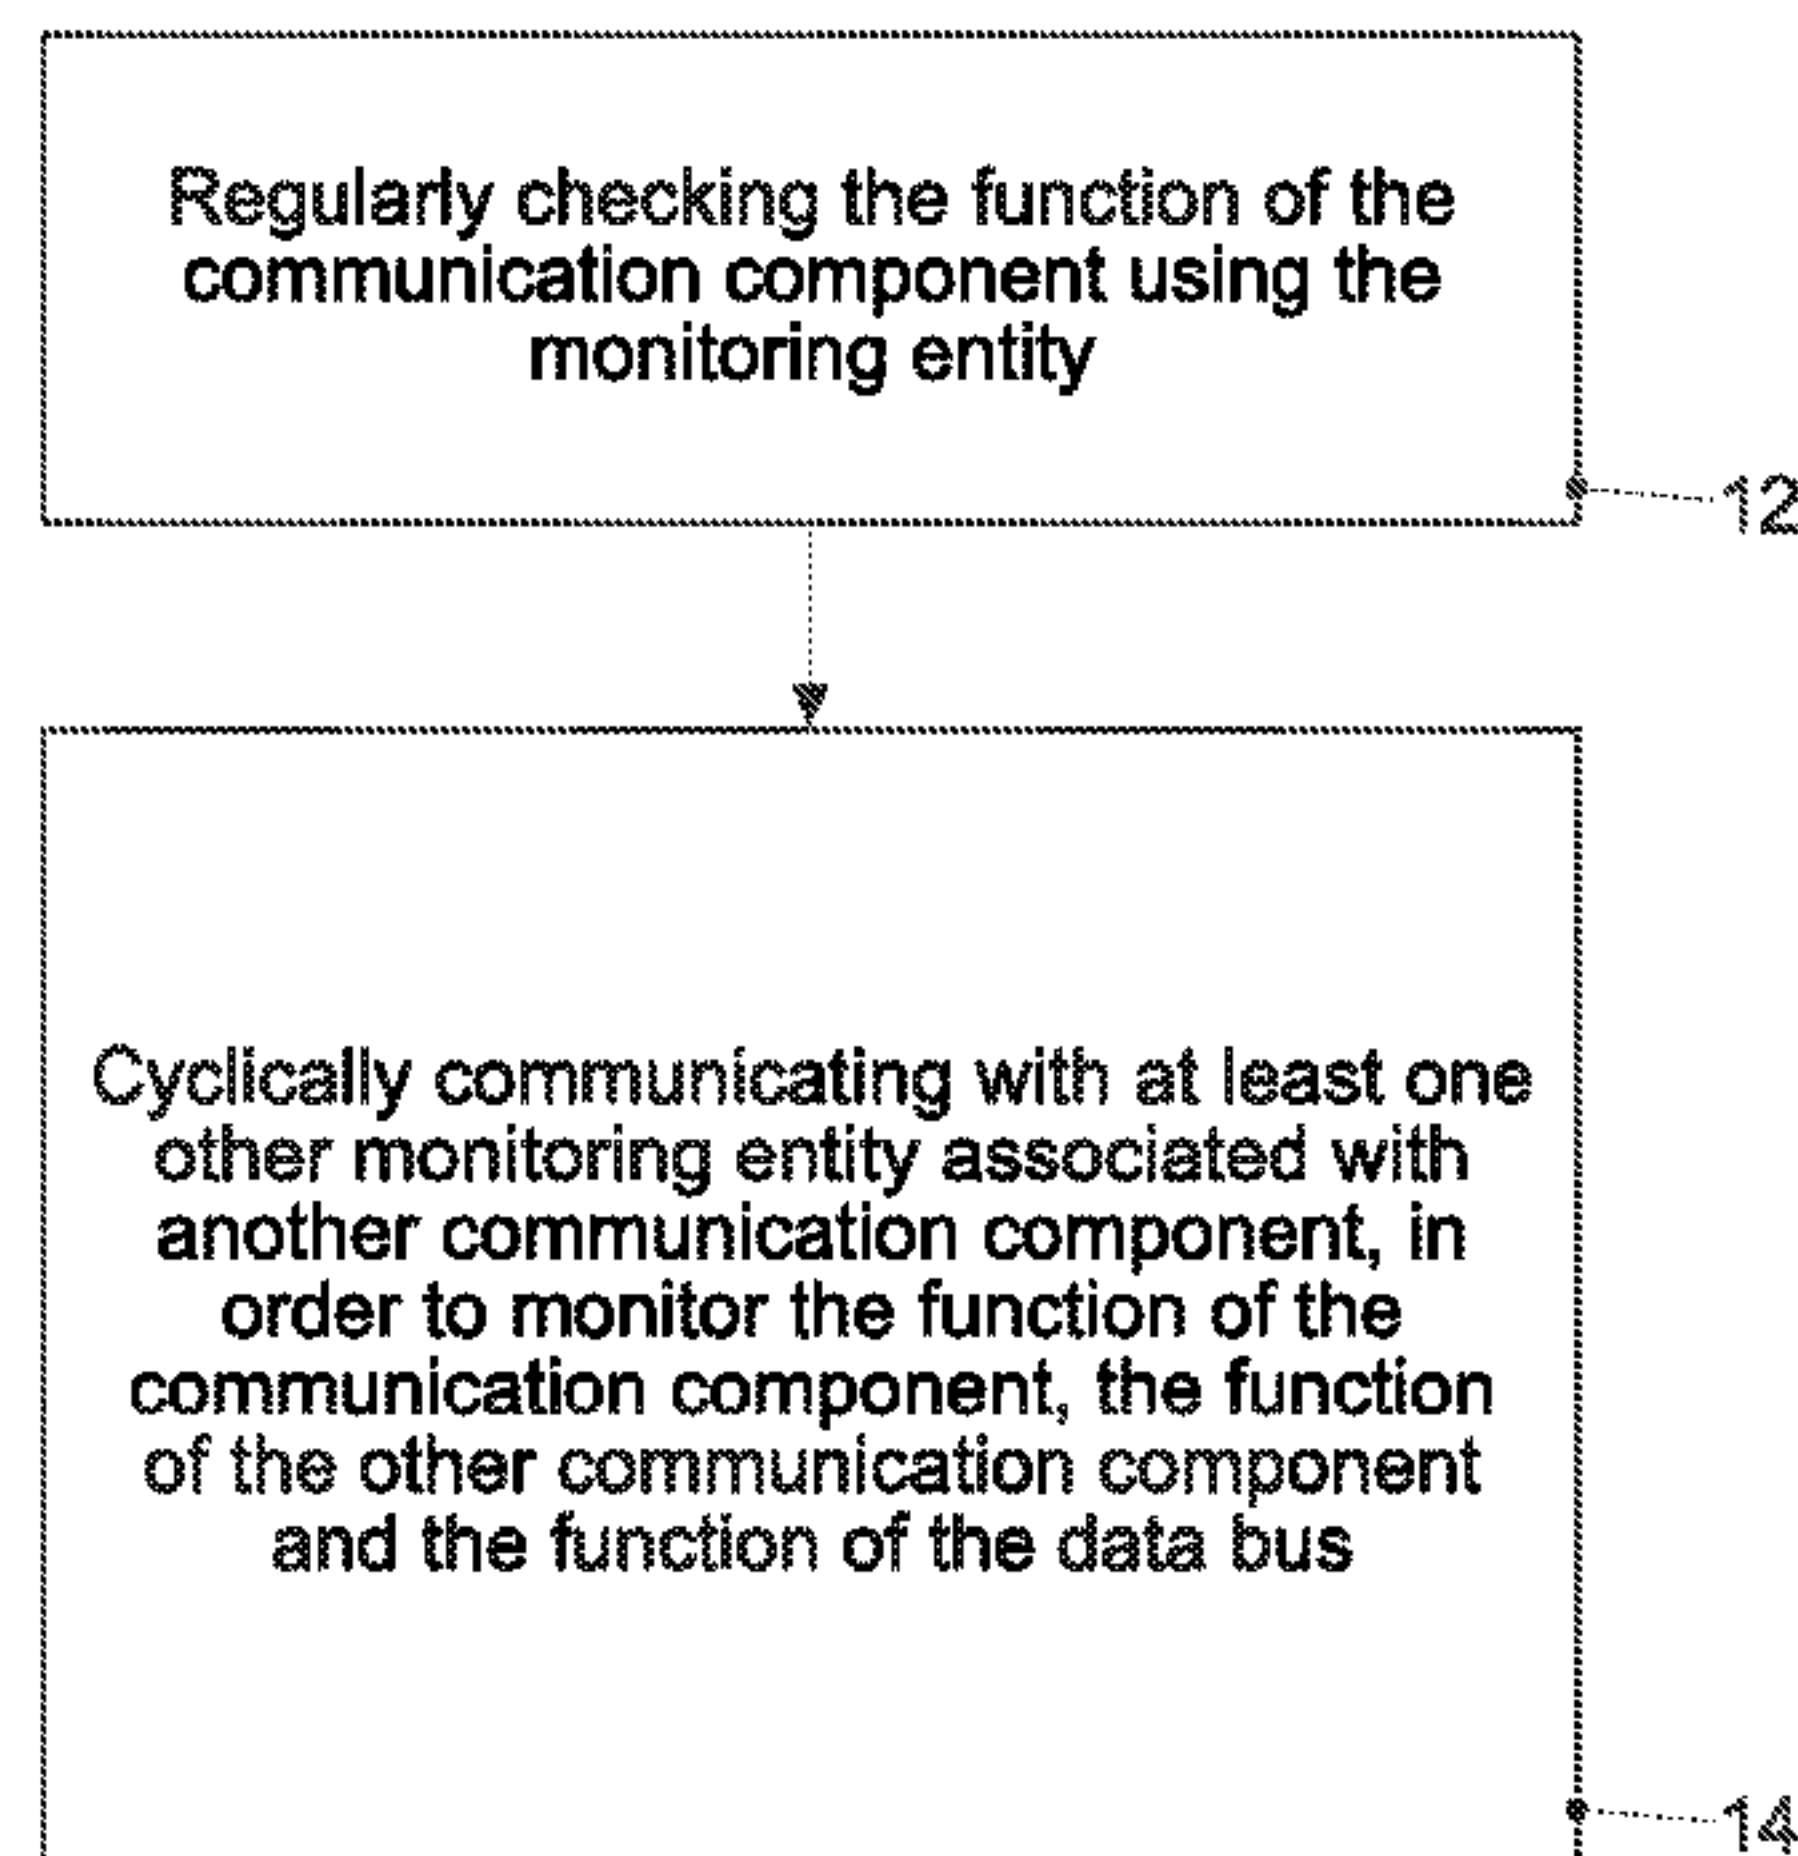 Regularly checking the function of the
communication component using the
monitoring entity
12
Cyclically communicating with at least one
other monitoring entity associated with
another communication component, in
order to monitor the function of the
communication component, the function
of the other communication component
and the function of the data bus
14